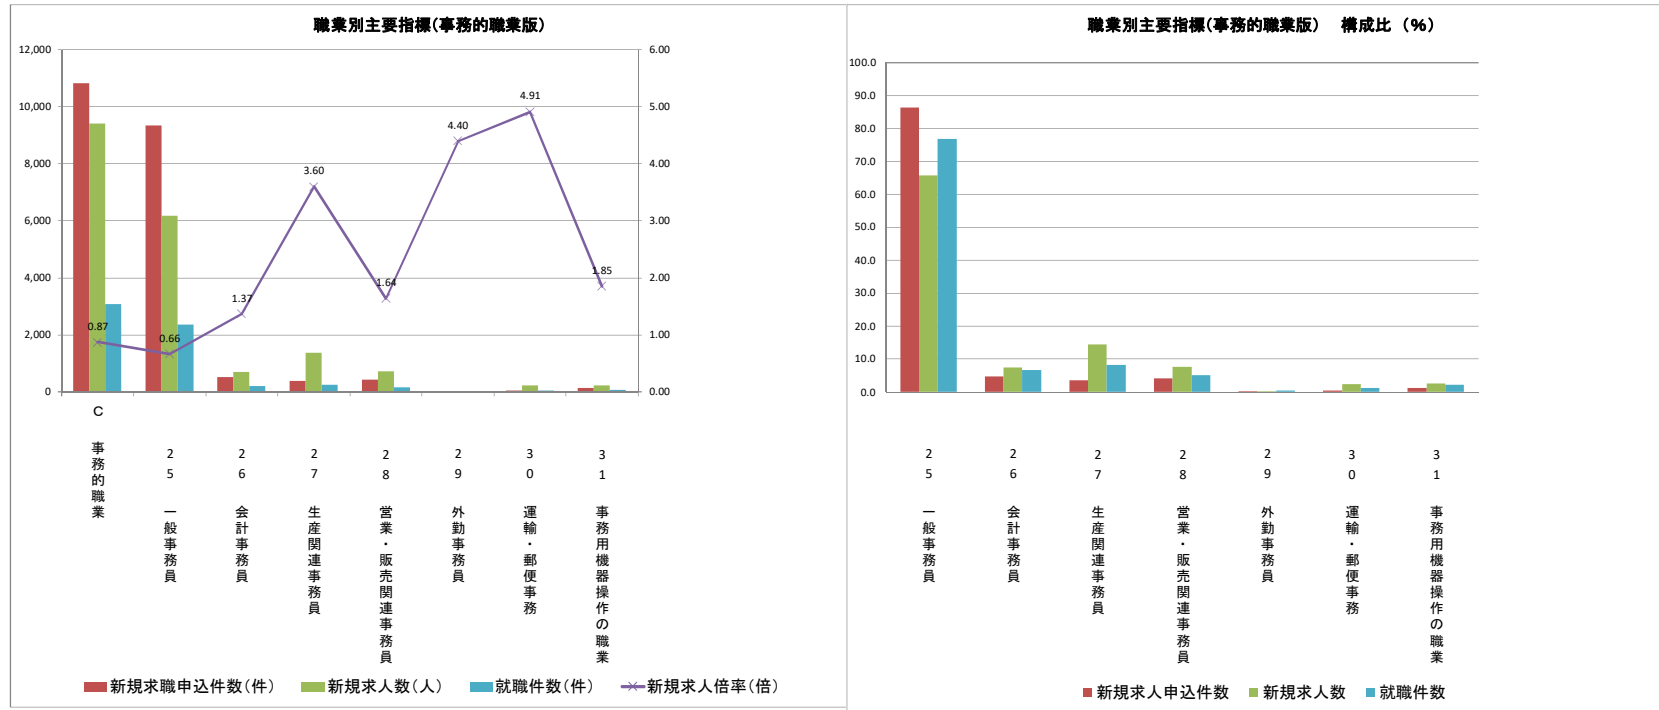 職業別主要指標(事務的職業版)
12,000
10,000
8,000
6,000
4,000
2,000
0
6.00
5.00
4.00
3.00
2.00
1.00
0.00
0.87
0.66
1.37
3.60
1.64
4.40
4.91
1.85
C 事務的職業
25 一般事務員
26 会計事務員
27 生産関連事務員
28 営業・販売関連事務員
29 外勤事務員
30 運輸・郵便事務
31 事務用機器操作の職業
新規求職申込件数(件)
新規求人数(人)
就職件数(件)
新規求人倍率(倍)
職業別主要指標(事務的職業版) 構成比 (%)
100.0
90.0
80.0
70.0
60.0
50.0
40.0
30.0
20.0
10.0
0.0
25 一般事務員
26 会計事務員
27 生産関連事務員
28 営業・販売関連事務員
29 外勤事務員
30 運輸・郵便事務
31 事務用機器操作の職業
新規求人申込件数
新規求人数
就職件数